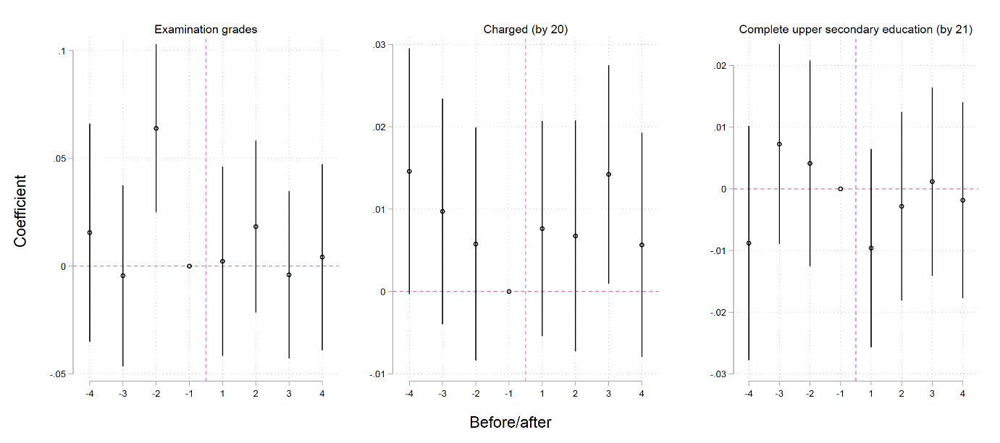 Examination grades
Charged (by 20)
Complete upper secondary education (by 21)
Coefficient
.1
.05
0
-.05
-4 -3 -2 -1 1 2 3 4
.03
.02
.01
0
-.01
-4 -3 -2 -1 1 2 3 4
.02
.01
0
-.01
-.02
-.03
-4 -3 -2 -1 1 2 3 4
Before/after